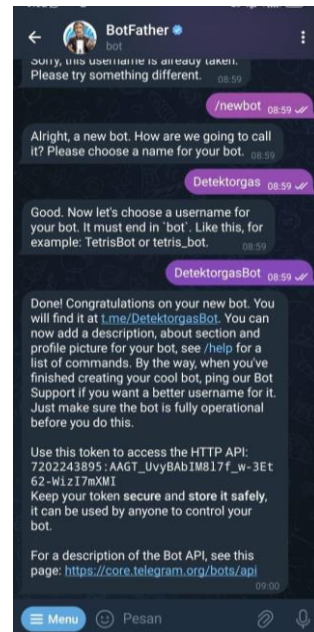 BotFather
bot
Sorry, this username is already taken.
Please try something different. 08:59
/newbot 08:59
Alright, a new bot. How are we going to call
it? Please choose a name for your bot. 08:59
Detektorgas 08:59
Good. Now let's choose a username for
your bot. It must end in `bot`. Like this, for
example: TetrisBot or tetris_bot. 08:59
DetektorgasBot 08:59
Done! Congratulations on your new bot. You
will find it at t.me/DetektorgasBot. You can
now add a description, about section and
profile picture for your bot, see /help for a
list of commands. By the way, when you've
finished creating your cool bot, ping our Bot
Support if you want a better username for it.
Just make sure the bot is fully operational
before you do this.
Use this token to access the HTTP API:
7202243895:AAGT_UvyBAbIM8l7f_w-3Et
62-WizI7mXMI
Keep your token secure and store it safely,
it can be used by anyone to control your
bot.
For a description of the Bot API, see this
page: https://core.telegram.org/bots/api
09:00
Menu
Pesan